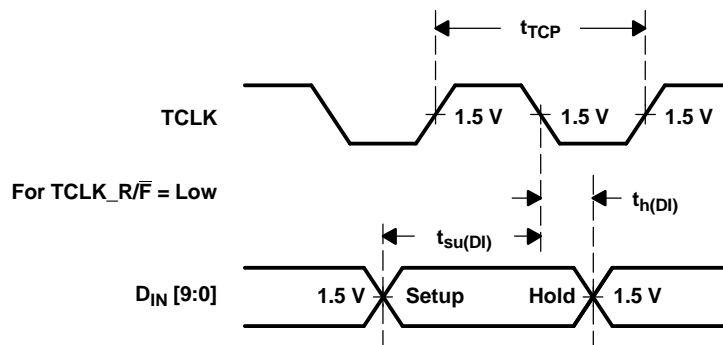 tTCP
TCLK
1.5 V
1.5 V
1.5 V
For TCLK_R/F̅ = Low
th(DI)
tsu(DI)
DIN [9:0]
1.5 V
Setup
Hold
1.5 V